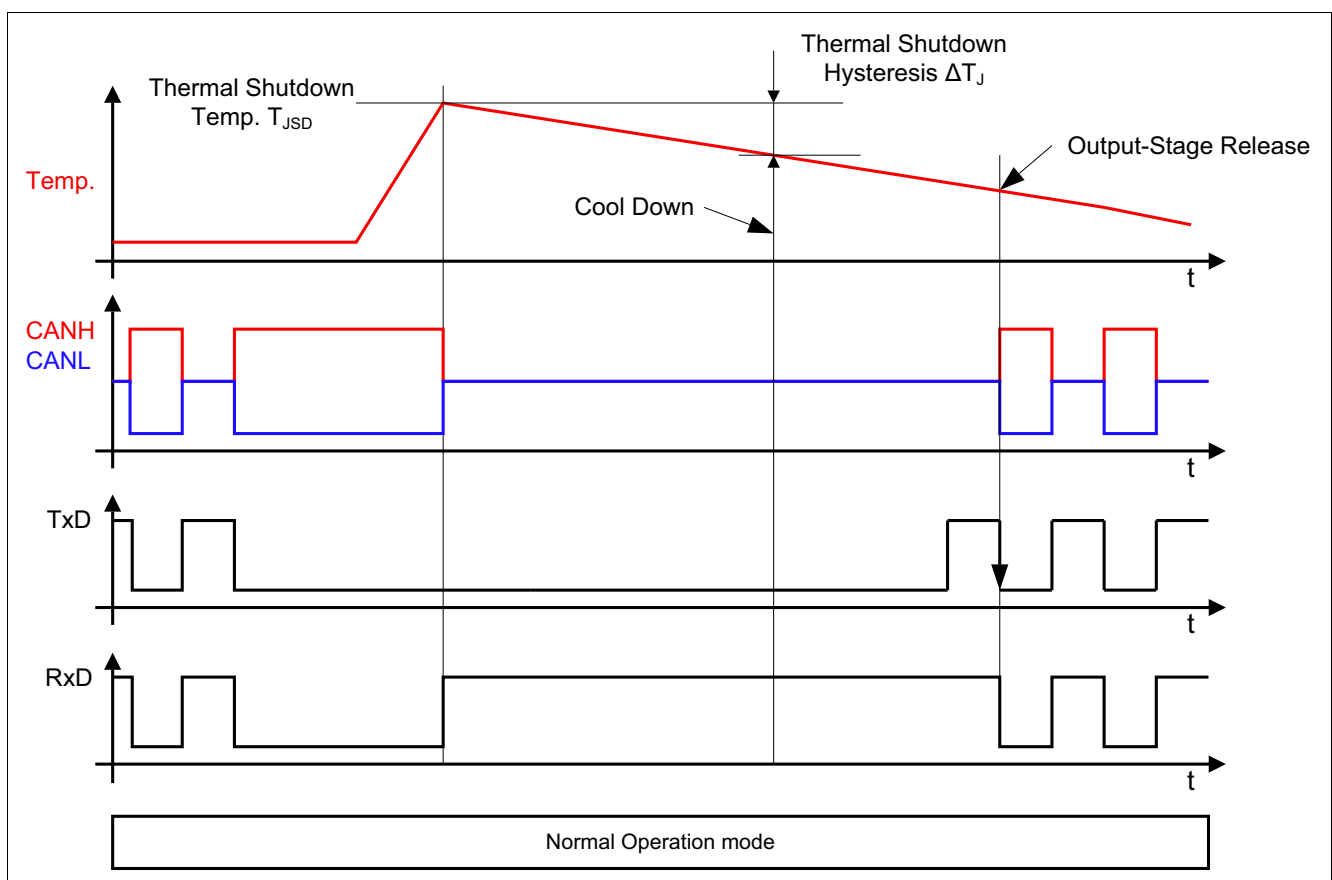 Thermal Shutdown
Hysteresis ΔTJ
Thermal Shutdown
Temp. TJSD
Output-Stage Release
Temp.
Cool Down
t
CANH
CANL
t
TxD
t
RxD
t
Normal Operation mode